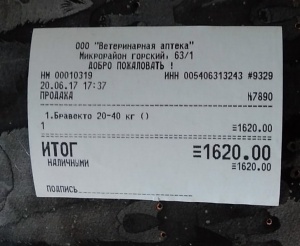 ООО "Ветеринарная аптека"
Микрорайон горский, 63/1
ДОБРО ПОЖАЛОВАТЬ !
НМ 00010319 ИНН 005406313243 #9329
20.06.17 17:37
ПРОДАЖА №7890
1.Бравекто 20-40 кг ()
1 ≡1620.00
ИТОГ ≡1620.00
НАЛИЧНЫМИ ≡1620.00
ПОДПИСЬ